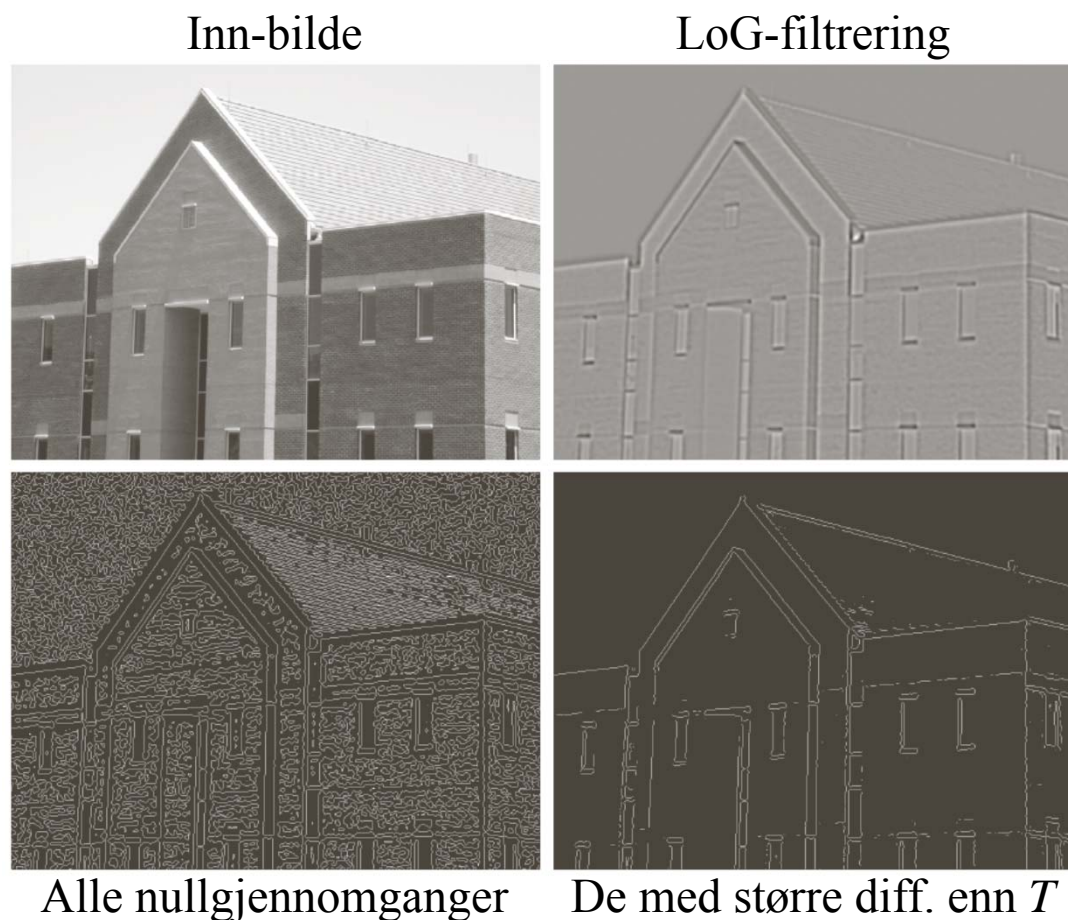 Inn-bilde
LoG-filtrering
Alle nullgjennomganger
De med større diff. enn T